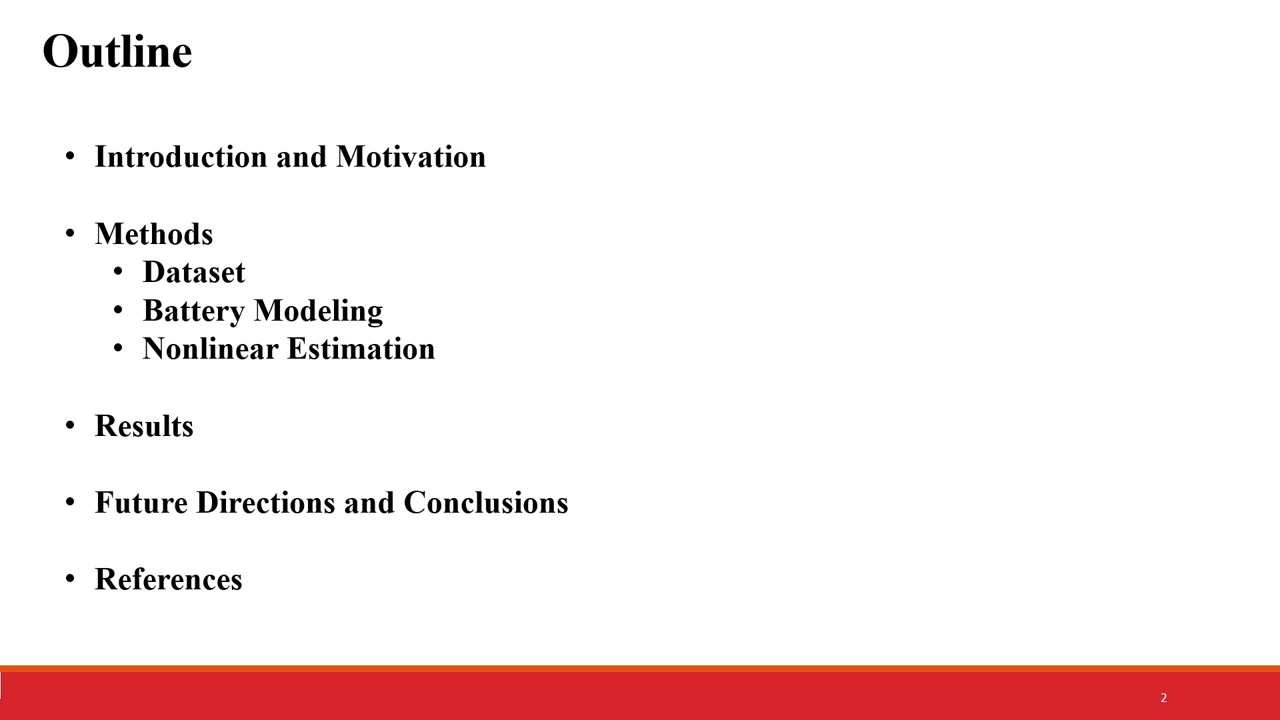 Outline
• Introduction and Motivation
• Methods
• Dataset
• Battery Modeling
• Nonlinear Estimation
• Results
• Future Directions and Conclusions
• References
2